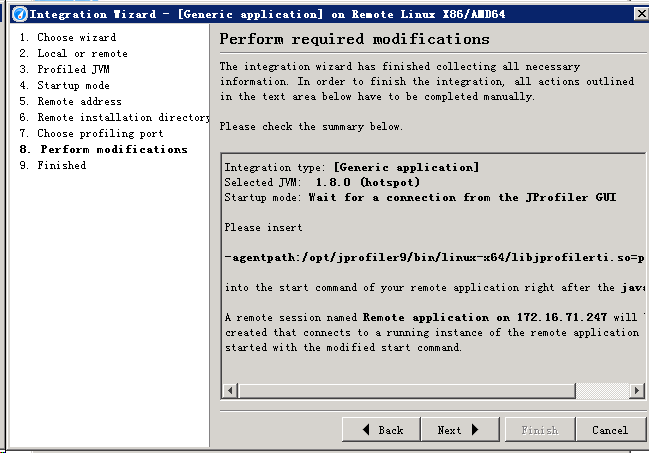 Integration Wizard - [Generic application] on Remote Linux X86/AMD64
1. Choose wizard
2. Local or remote
3. Profiled JVM
4. Startup mode
5. Remote address
6. Remote installation directory
7. Choose profiling port
8. Perform modifications
9. Finished
Perform required modifications
The integration wizard has finished collecting all necessary
information. In order to finish the integration, all actions outlined
in the text area below have to be completed manually.
Please check the summary below.
Integration type: [Generic application]
Selected JVM: 1.8.0 (hotspot)
Startup mode: Wait for a connection from the JProfiler GUI
Please insert
-agentpath:/opt/jprofiler9/bin/linux-x64/libjprofilerti.so=p
into the start command of your remote application right after the java
A remote session named Remote application on 172.16.71.247 will
created that connects to a running instance of the remote application
started with the modified start command.
Back
Next
Finish
Cancel